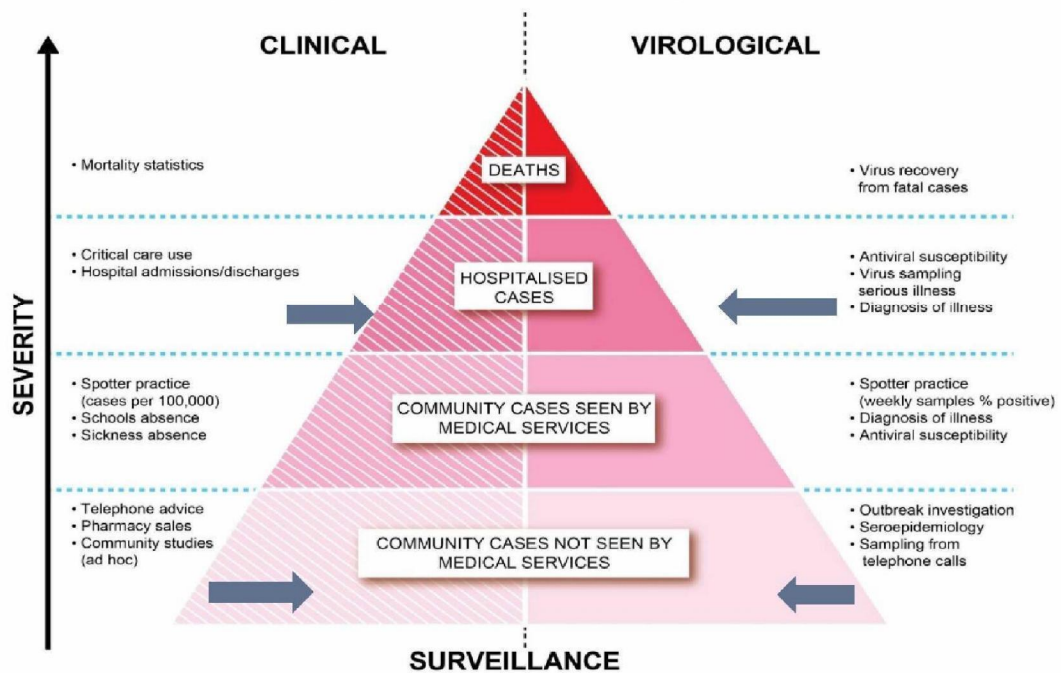 CLINICAL
VIROLOGICAL
SEVERITY
• Mortality statistics
DEATHS
• Virus recovery
from fatal cases
• Critical care use
• Hospital admissions/discharges
HOSPITALISED
CASES
• Antiviral susceptibility
• Virus sampling
serious illness
• Diagnosis of illness
• Spotter practice
(cases per 100,000)
• Schools absence
• Sickness absence
COMMUNITY CASES SEEN BY
MEDICAL SERVICES
• Spotter practice
(weekly samples % positive)
• Diagnosis of illness
• Antiviral susceptibility
• Telephone advice
• Pharmacy sales
• Community studies
(ad hoc)
COMMUNITY CASES NOT SEEN BY
MEDICAL SERVICES
• Outbreak investigation
• Seroepidemiology
• Sampling from
telephone calls
SURVEILLANCE